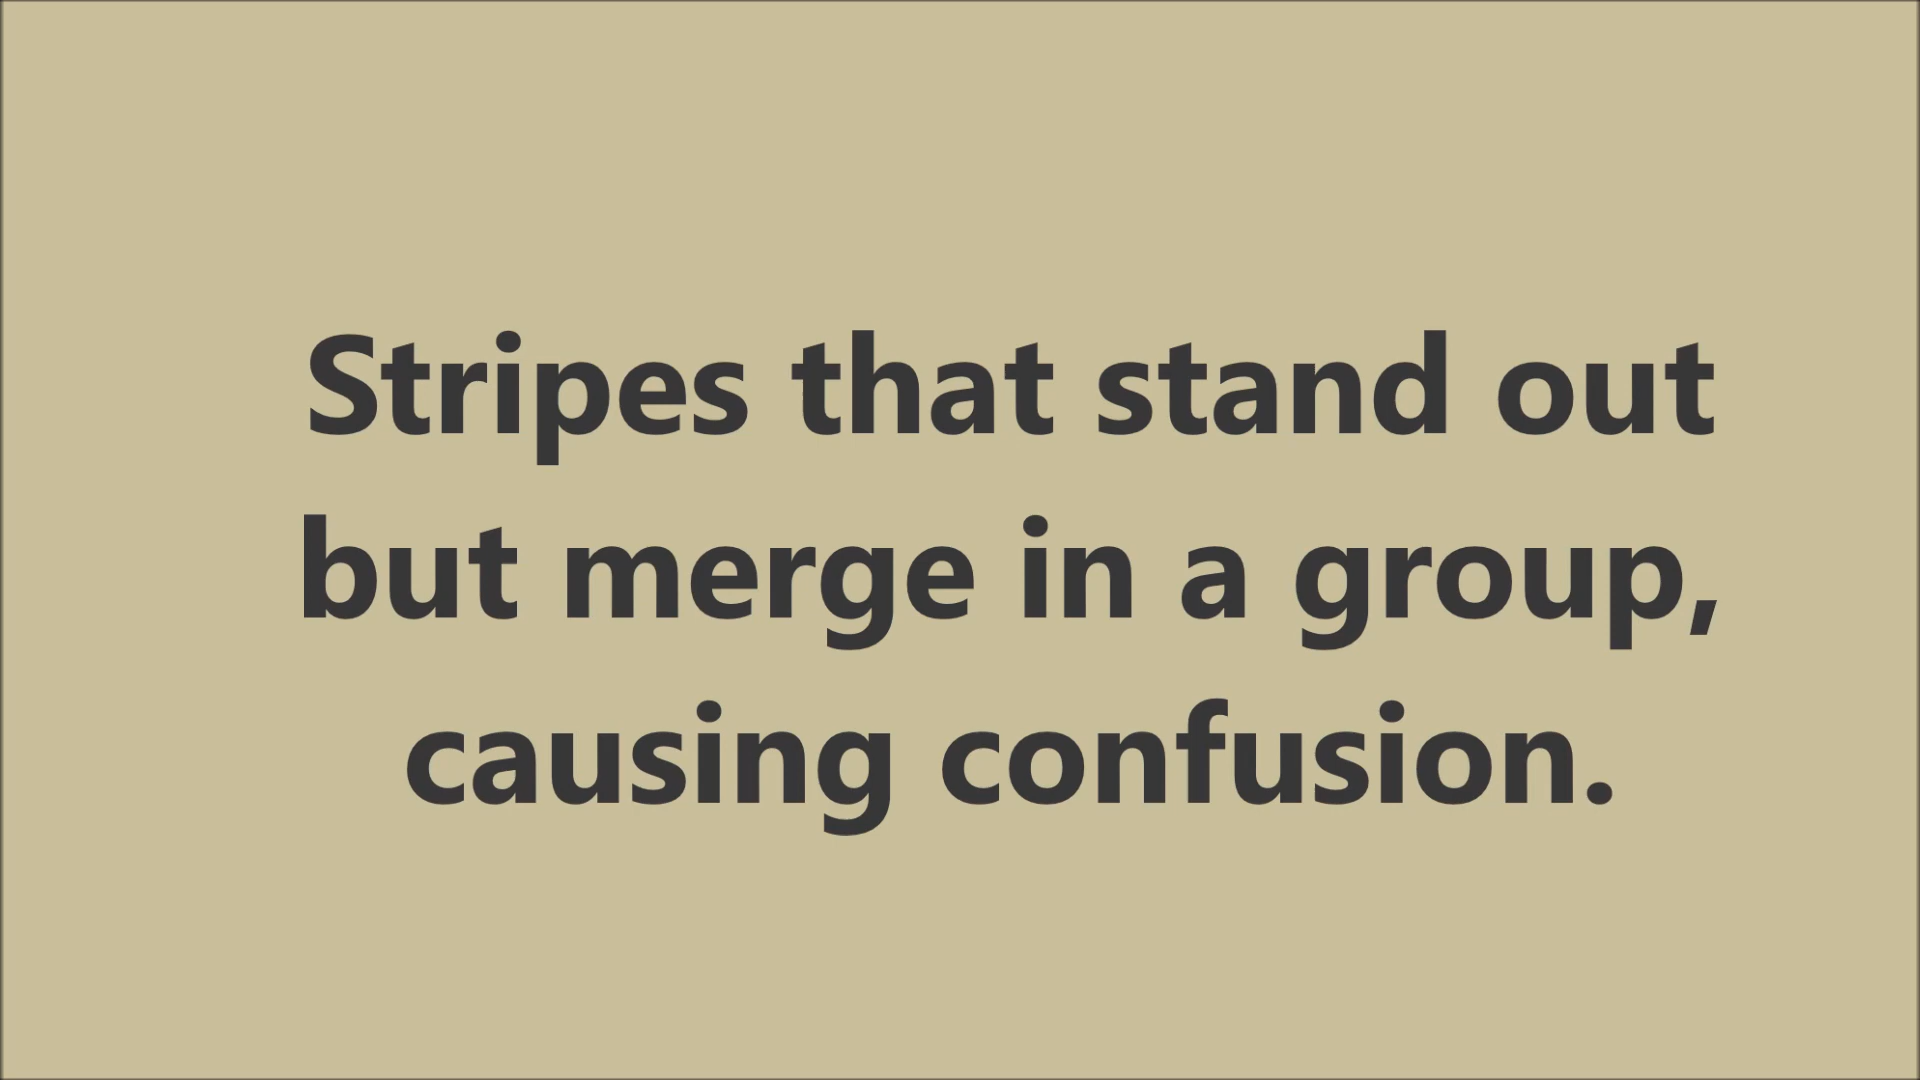 Stripes that stand out
but merge in a group,
causing confusion.